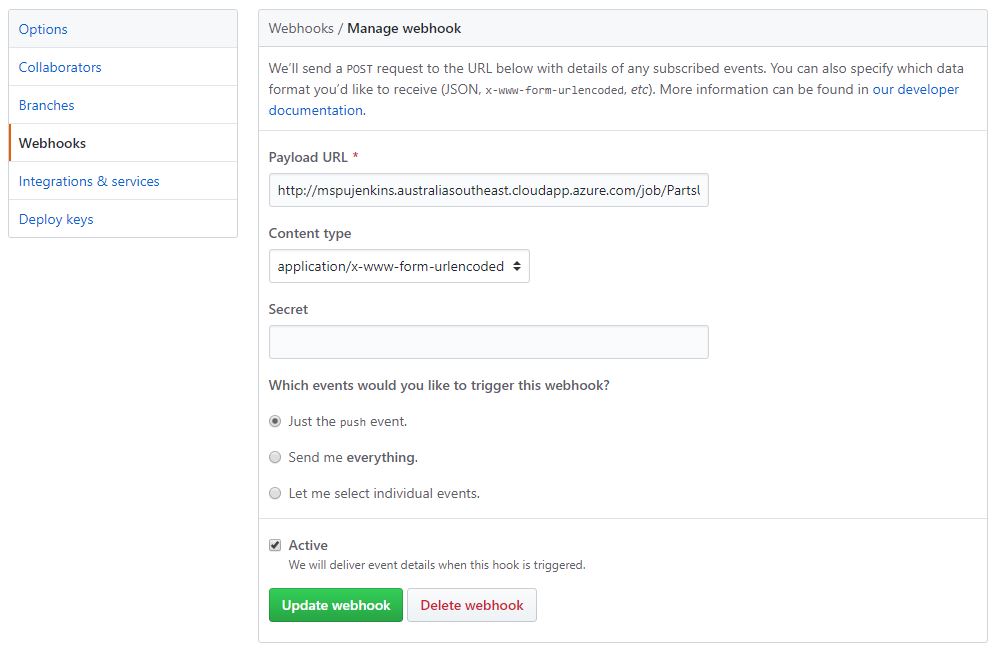 Options
Collaborators
Branches
Webhooks
Integrations & services
Deploy keys
Webhooks / Manage webhook
We'll send a POST request to the URL below with details of any subscribed events. You can also specify which data
format you'd like to receive (JSON, x-www-form-urlencoded, etc). More information can be found in our developer
documentation.
Payload URL *
http://mspujenkins.australiasoutheast.cloudapp.azure.com/job/Parts
Content type
application/x-www-form-urlencoded
Secret
Which events would you like to trigger this webhook?
Just the push event.
Send me everything.
Let me select individual events.
Active
We will deliver event details when this hook is triggered.
Update webhook
Delete webhook